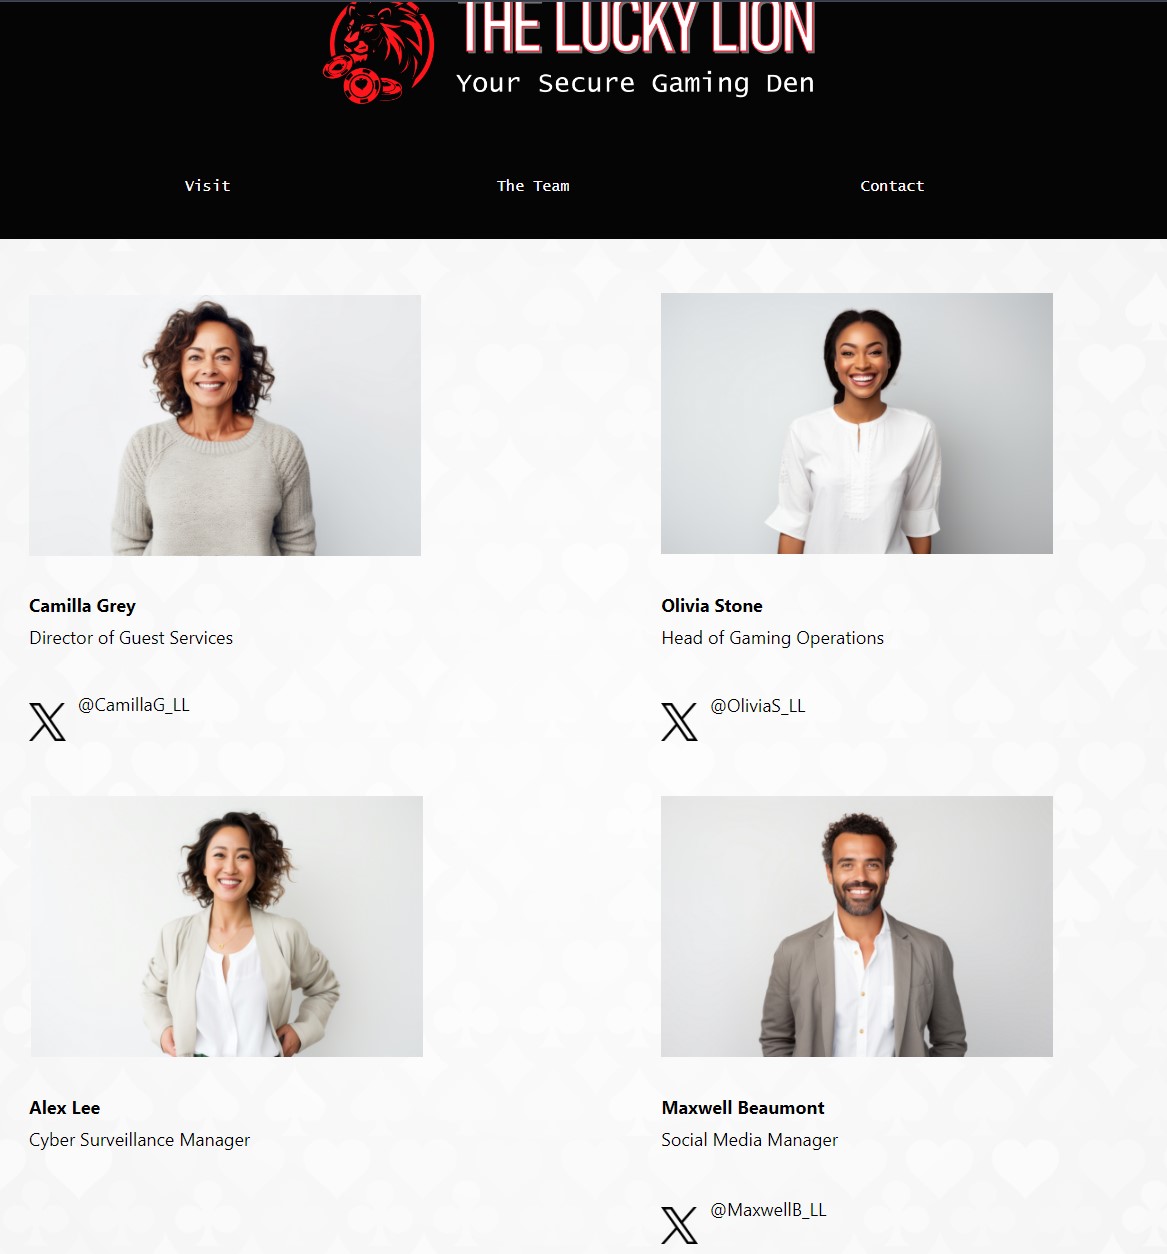 THE LUCKY LION
Your Secure Gaming Den
Visit The Team Contact
Camilla Grey
Director of Guest Services
@CamillaG_LL
Olivia Stone
Head of Gaming Operations
@OliviaS_LL
Alex Lee
Cyber Surveillance Manager
Maxwell Beaumont
Social Media Manager
@MaxwellB_LL